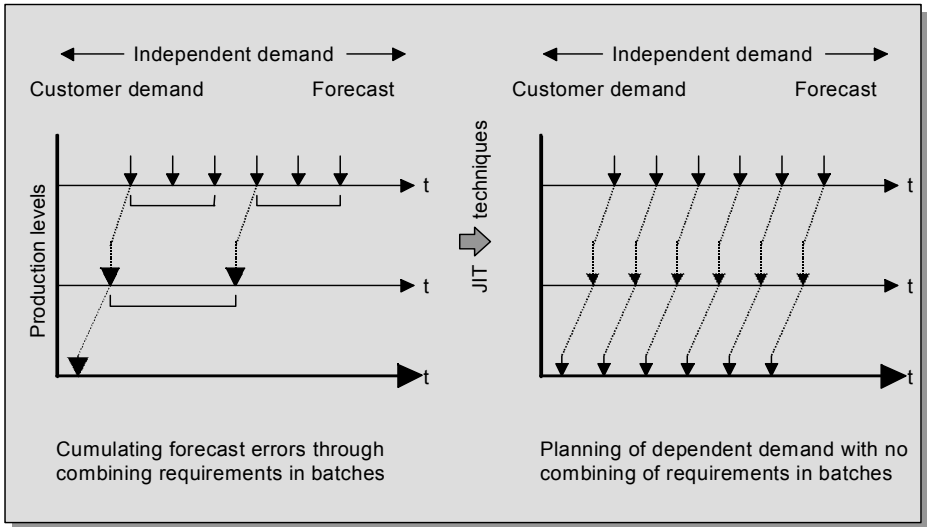 Independent demand
Customer demand
Forecast
Production levels
t
t
t
Cumulating forecast errors through
combining requirements in batches
JIT
techniques
Independent demand
Customer demand
Forecast
t
t
t
Planning of dependent demand with no
combining of requirements in batches